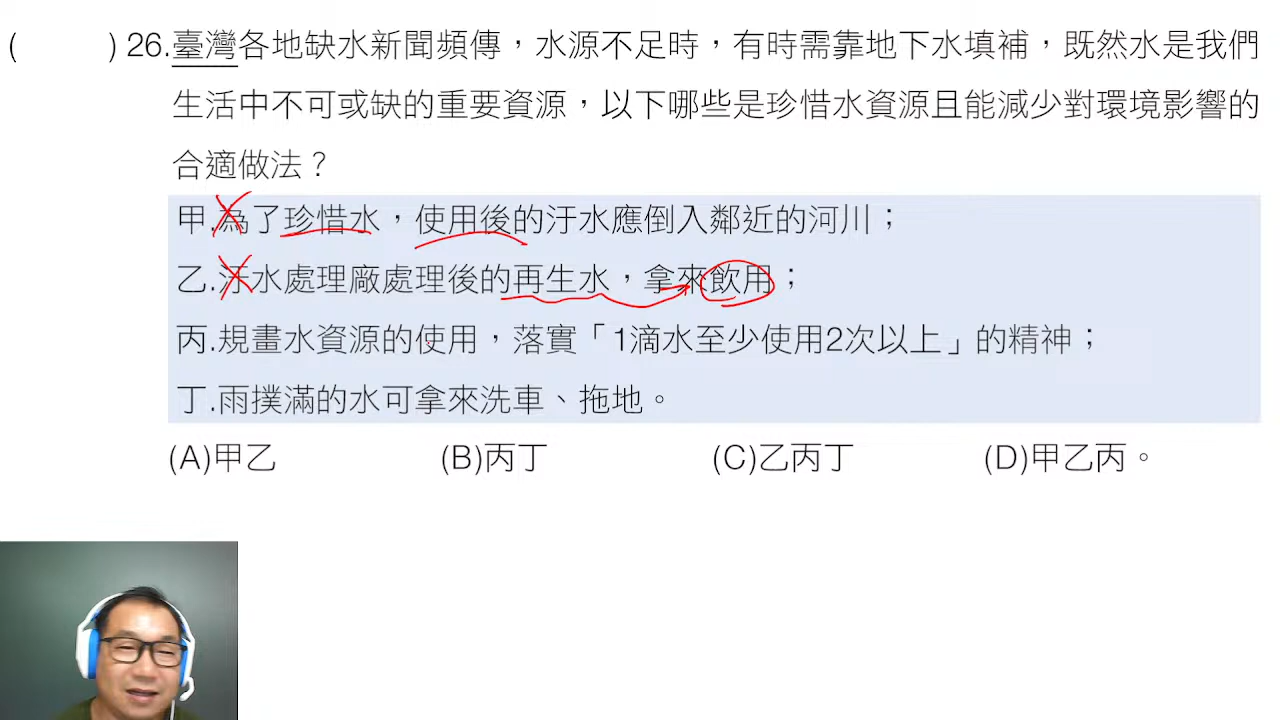 (　　)26.臺灣各地缺水新聞頻傳，水源不足時，有時需靠地下水填補，既然水是我們
生活中不可或缺的重要資源，以下哪些是珍惜水資源且能減少對環境影響的
合適做法？
甲.為了珍惜水，使用後的汙水應倒入鄰近的河川；
乙.汙水處理廠處理後的再生水，拿來飲用；
丙.規畫水資源的使用，落實「1滴水至少使用2次以上」的精神；
丁.雨撲滿的水可拿來洗車、拖地。
(A)甲乙　(B)丙丁　(C)乙丙丁　(D)甲乙丙。